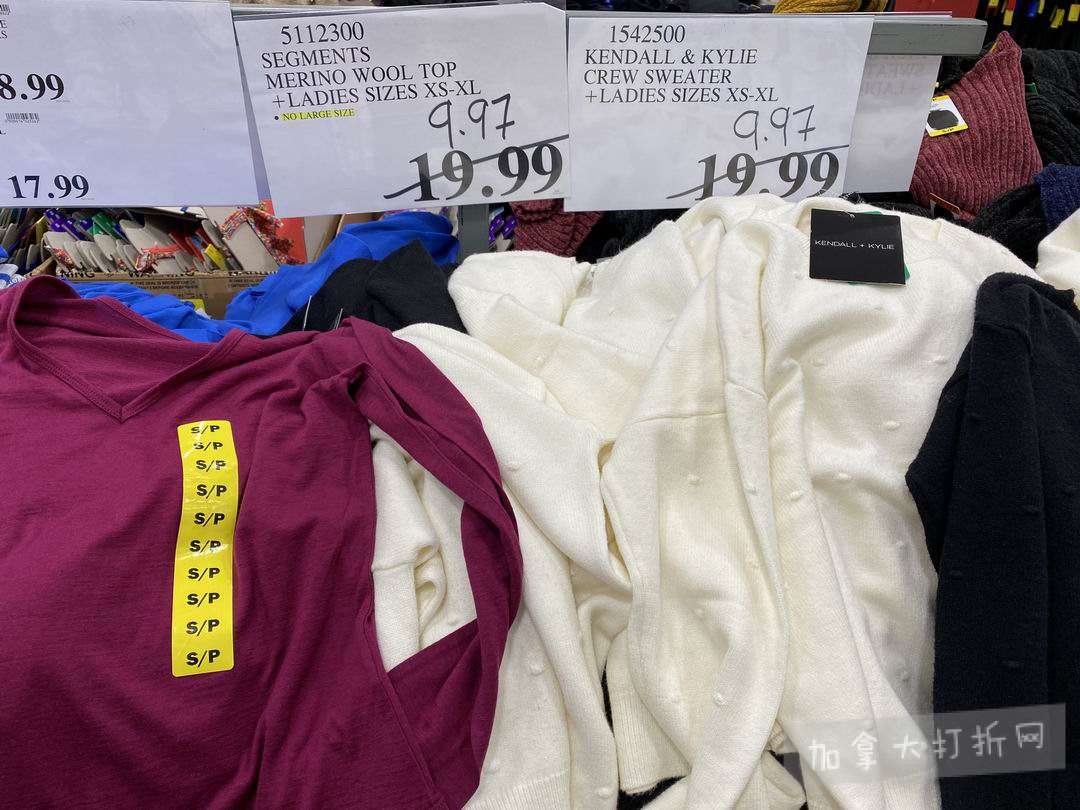 8.99
17.99
5112300
SEGMENTS
MERINO WOOL TOP
+LADIES SIZES XS-XL
• NO LARGE SIZE
9.97
19.99
1542500
KENDALL & KYLIE
CREW SWEATER
+LADIES SIZES XS-XL
9.97
19.99
KENDALL + KYLIE
S/P
S/P
S/P
S/P
S/P
S/P
S/P
S/P
S/P
S/P
加拿大打折网